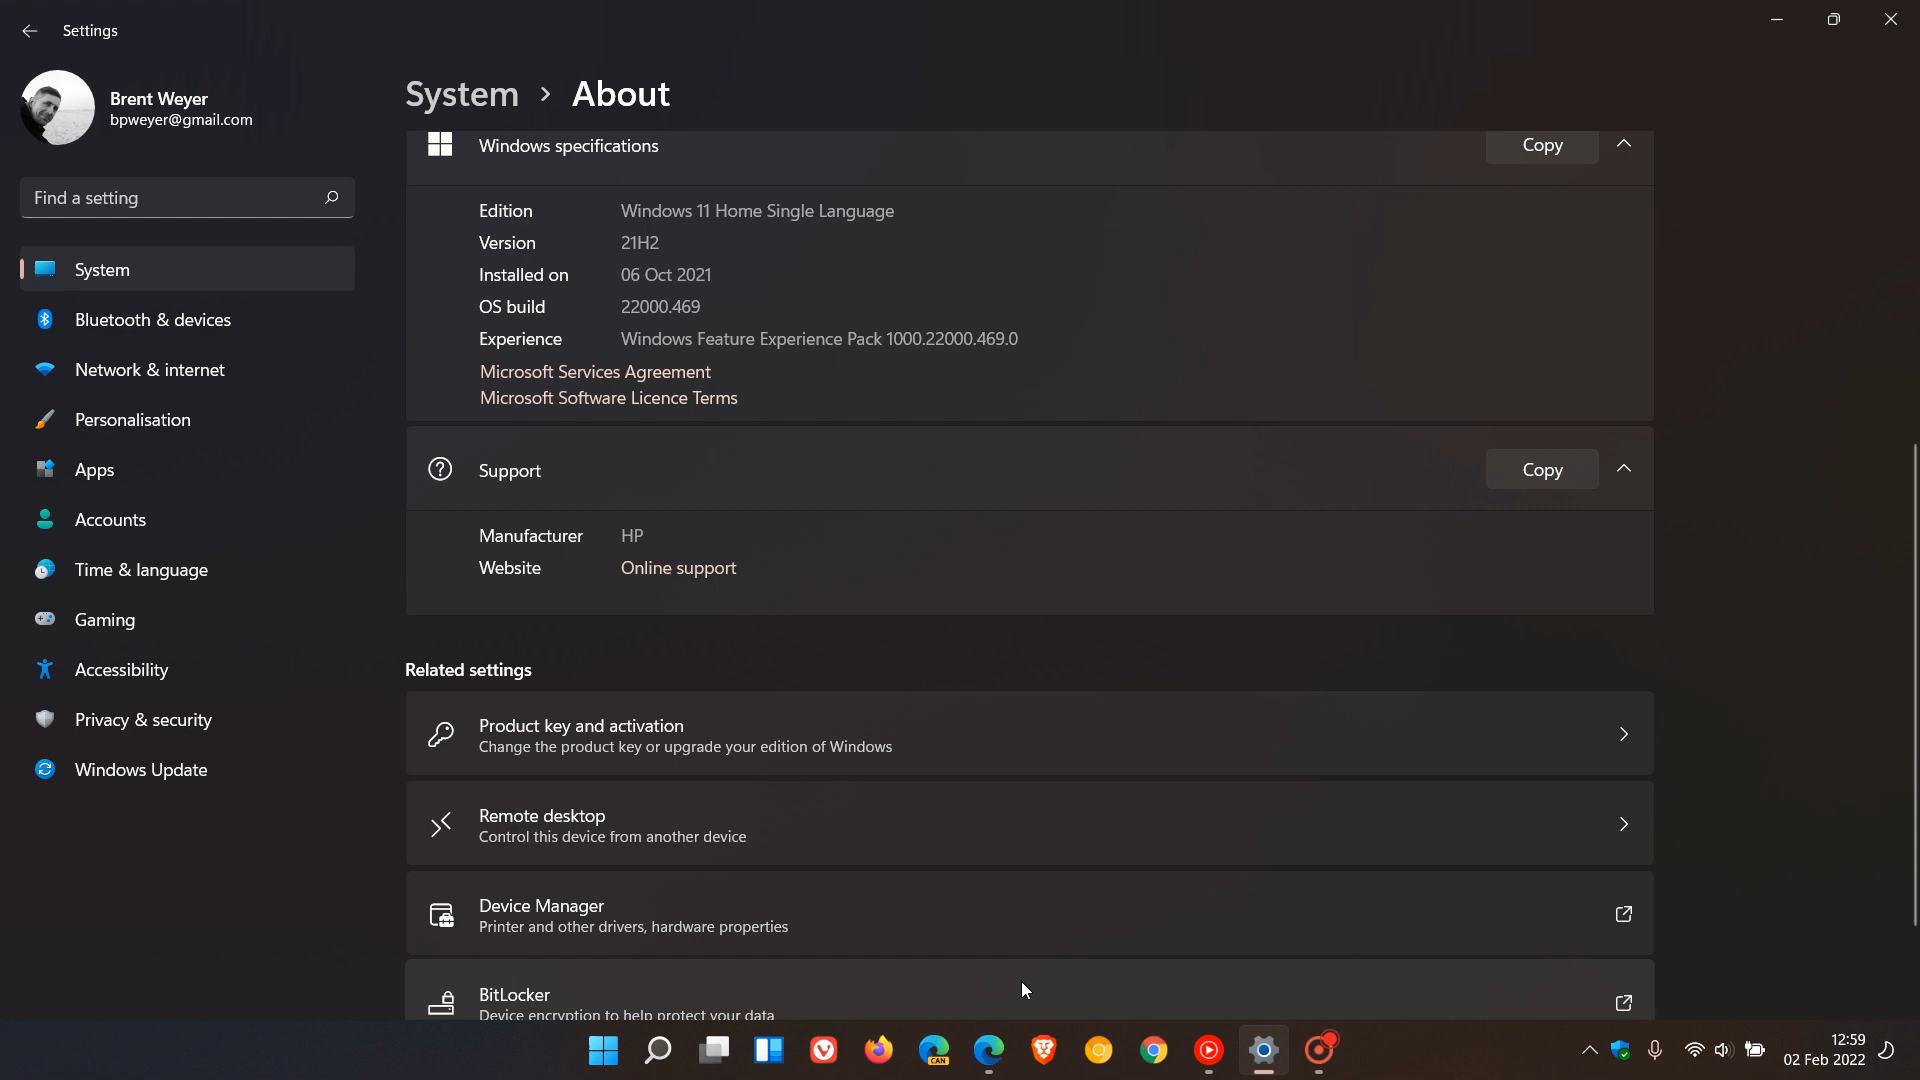 Settings
Brent Weyer
bpweyer@gmail.com
Find a setting
System
Bluetooth & devices
Network & internet
Personalisation
Apps
Accounts
Time & language
Gaming
Accessibility
Privacy & security
Windows Update
System > About
Windows specifications Copy
Edition Windows 11 Home Single Language
Version 21H2
Installed on 06 Oct 2021
OS build 22000.469
Experience Windows Feature Experience Pack 1000.22000.469.0
Microsoft Services Agreement
Microsoft Software Licence Terms
Support Copy
Manufacturer HP
Website Online support
Related settings
Product key and activation
Change the product key or upgrade your edition of Windows
Remote desktop
Control this device from another device
Device Manager
Printer and other drivers, hardware properties
BitLocker
Device encryption to help protect your data
CAN
12:59
02 Feb 2022